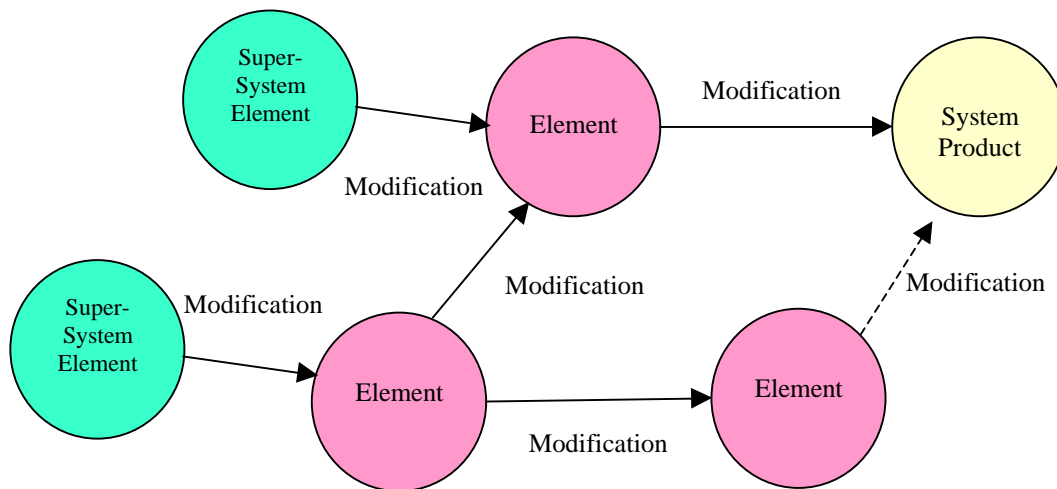 Super-
System
Element
Modification
Element
Modification
System
Product
Super-
System
Element
Modification
Element
Modification
Modification
Element
Modification